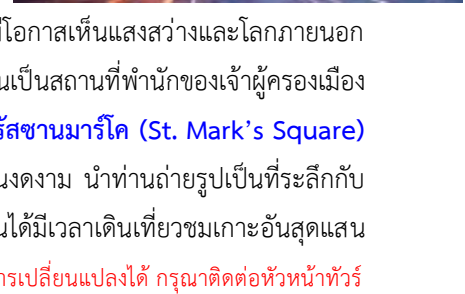 โอกาสเห็นแสงสว่างและโลกภายนอก
เป็นสถานที่พำนักของเจ้าผู้ครองเมือง
รัสซานมาร์โค (St. Mark’s Square)
งดงาม นำท่านถ่ายรูปเป็นที่ระลึกกับ
ได้มีเวลาเดินเที่ยวชมเกาะอันสุดแสน
การเปลี่ยนแปลงได้ กรุณาติดต่อหัวหน้าทัวร์